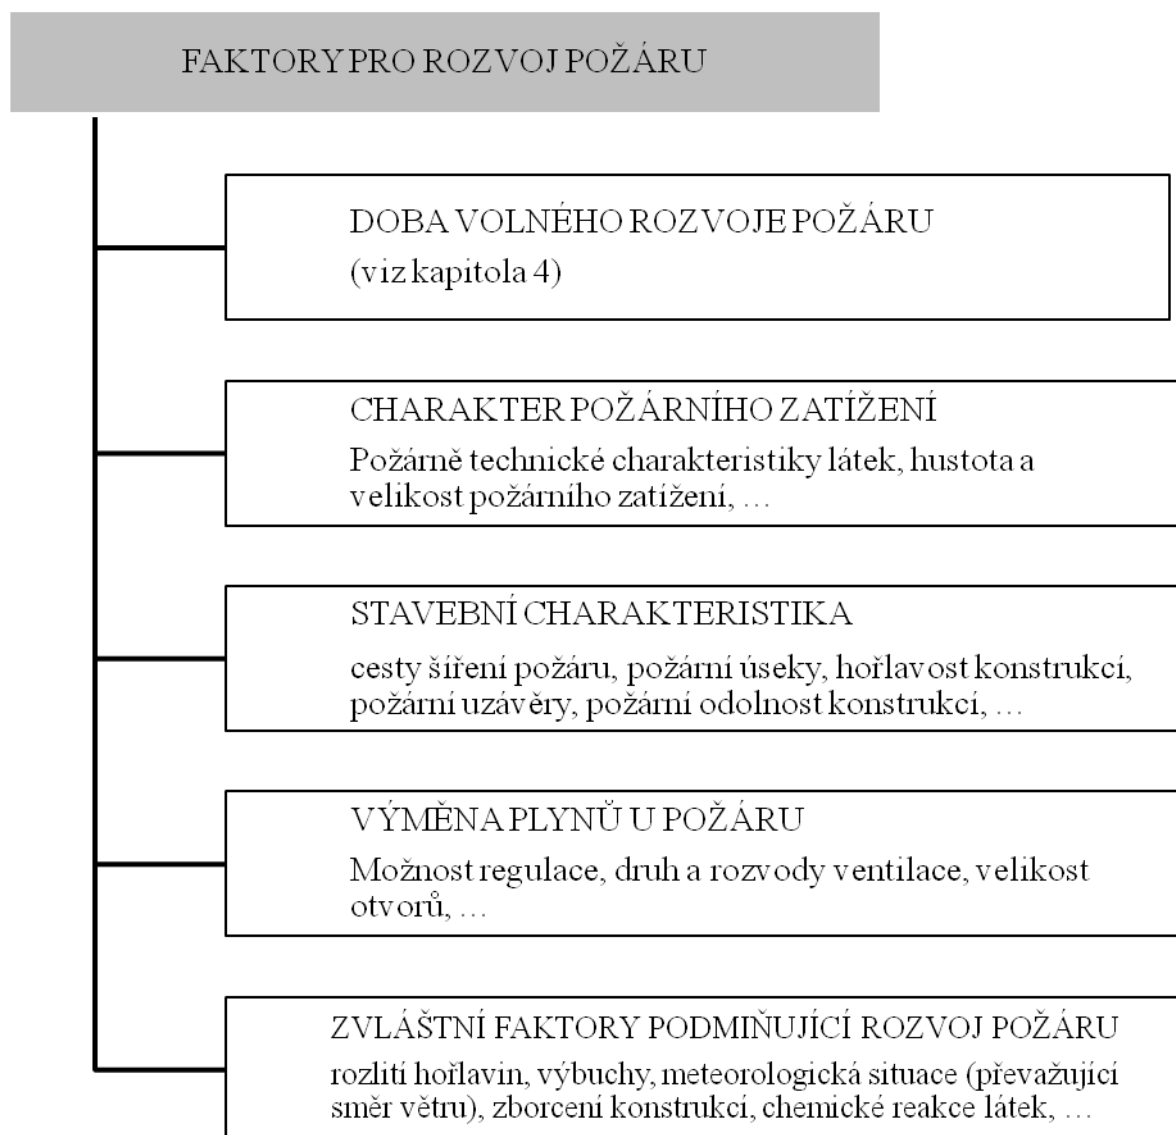 FAKTORY PRO ROZVOJ POŽÁRU
DOBA VOLNÉHO ROZVOJE POŽÁRU
(viz kapitola 4)
CHARAKTER POŽÁRNÍHO ZATÍŽENÍ
Požárně technické charakteristiky látek, hustota a
velikost požárního zatížení, …
STAVEBNÍ CHARAKTERISTIKA
cesty šíření požáru, požární úseky, hořlavost konstrukcí,
požární uzávěry, požární odolnost konstrukcí, …
VÝMĚNA PLYNŮ U POŽÁRU
Možnost regulace, druh a rozvody ventilace, velikost
otvorů, …
ZVLÁŠTNÍ FAKTORY PODMIŇUJÍCÍ ROZVOJ POŽÁRU
rozlití hořlavin, výbuchy, meteorologická situace (převažující
směr větru), zborcení konstrukcí, chemické reakce látek, …